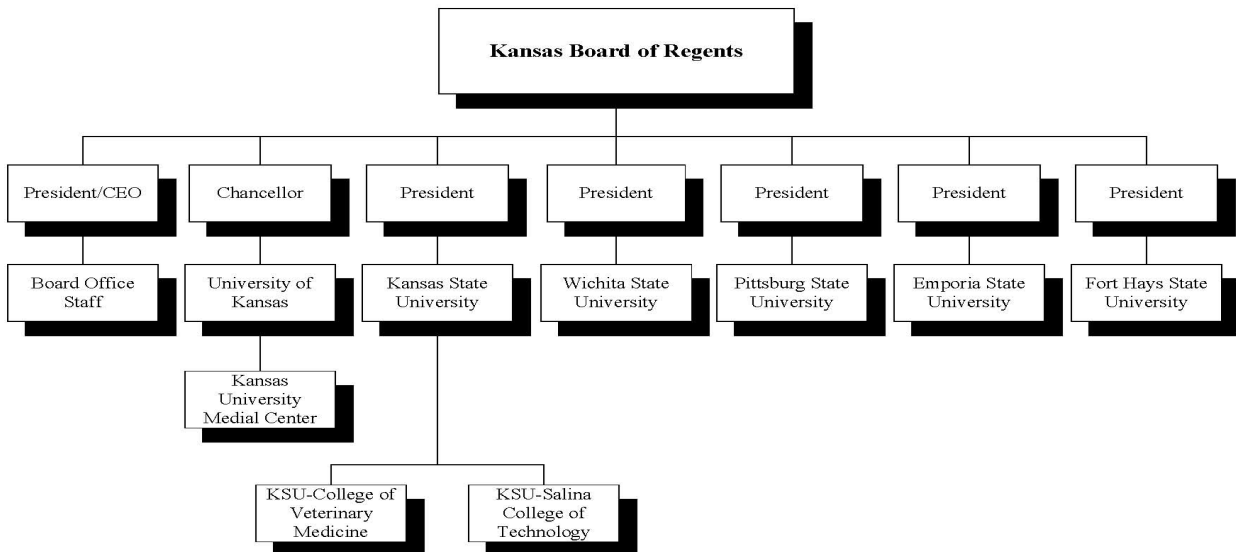 Kansas Board of Regents
President/CEO
Chancellor
President
President
President
President
President
Board Office
Staff
University of
Kansas
Kansas State
University
Wichita State
University
Pittsburg State
University
Emporia State
University
Fort Hays State
University
Kansas
University
Medial Center
KSU-College of
Veterinary
Medicine
KSU-Salina
College of
Technology